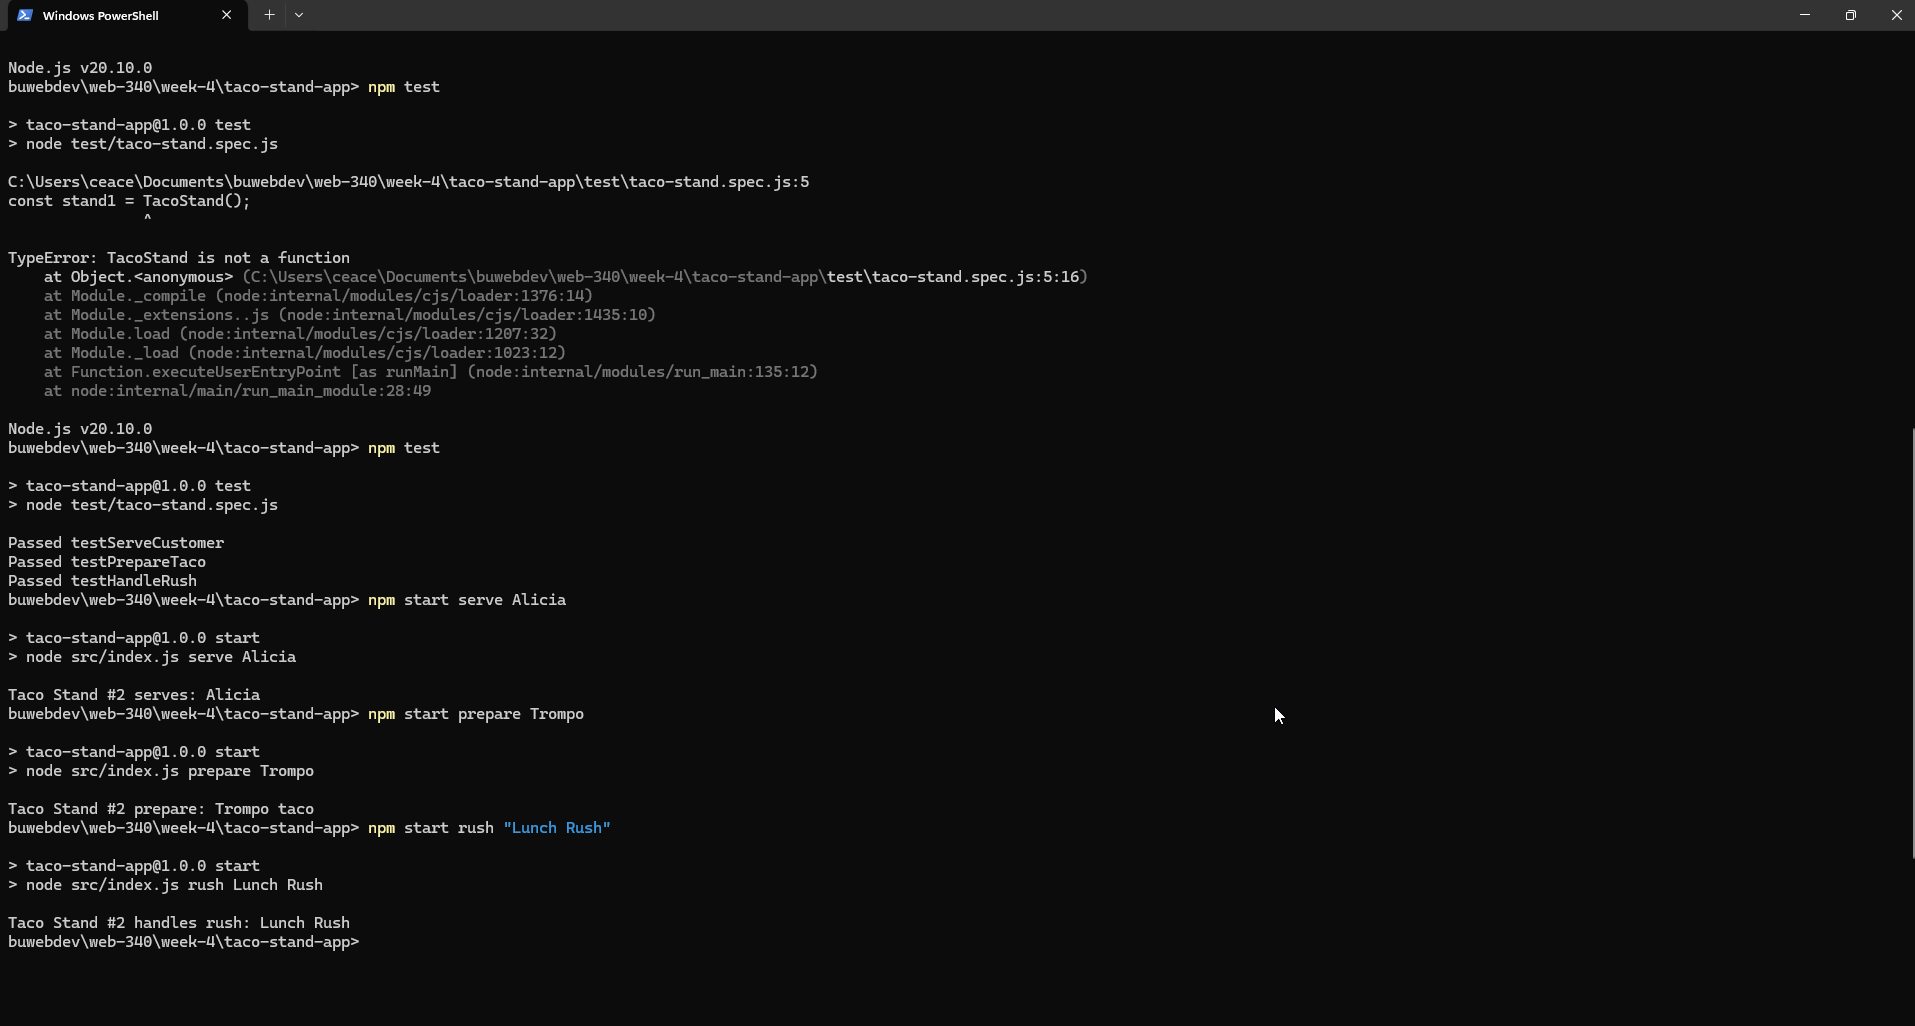 Windows PowerShell
Node.js v20.10.0
buwebdev\web-340\week-4\taco-stand-app> npm test
> taco-stand-app@1.0.0 test
> node test/taco-stand.spec.js
C:\Users\ceace\Documents\buwebdev\web-340\week-4\taco-stand-app\test\taco-stand.spec.js:5
const stand1 = TacoStand();
^
TypeError: TacoStand is not a function
at Object.<anonymous> (C:\Users\ceace\Documents\buwebdev\web-340\week-4\taco-stand-app\test\taco-stand.spec.js:5:16)
at Module._compile (node:internal/modules/cjs/loader:1376:14)
at Module._extensions..js (node:internal/modules/cjs/loader:1435:10)
at Module.load (node:internal/modules/cjs/loader:1207:32)
at Module._load (node:internal/modules/cjs/loader:1023:12)
at Function.executeUserEntryPoint [as runMain] (node:internal/modules/run_main:135:12)
at node:internal/main/run_main_module:28:49
Node.js v20.10.0
buwebdev\web-340\week-4\taco-stand-app> npm test
> taco-stand-app@1.0.0 test
> node test/taco-stand.spec.js
Passed testServeCustomer
Passed testPrepareTaco
Passed testHandleRush
buwebdev\web-340\week-4\taco-stand-app> npm start serve Alicia
> taco-stand-app@1.0.0 start
> node src/index.js serve Alicia
Taco Stand #2 serves: Alicia
buwebdev\web-340\week-4\taco-stand-app> npm start prepare Trompo
> taco-stand-app@1.0.0 start
> node src/index.js prepare Trompo
Taco Stand #2 prepare: Trompo taco
buwebdev\web-340\week-4\taco-stand-app> npm start rush "Lunch Rush"
> taco-stand-app@1.0.0 start
> node src/index.js rush Lunch Rush
Taco Stand #2 handles rush: Lunch Rush
buwebdev\web-340\week-4\taco-stand-app>